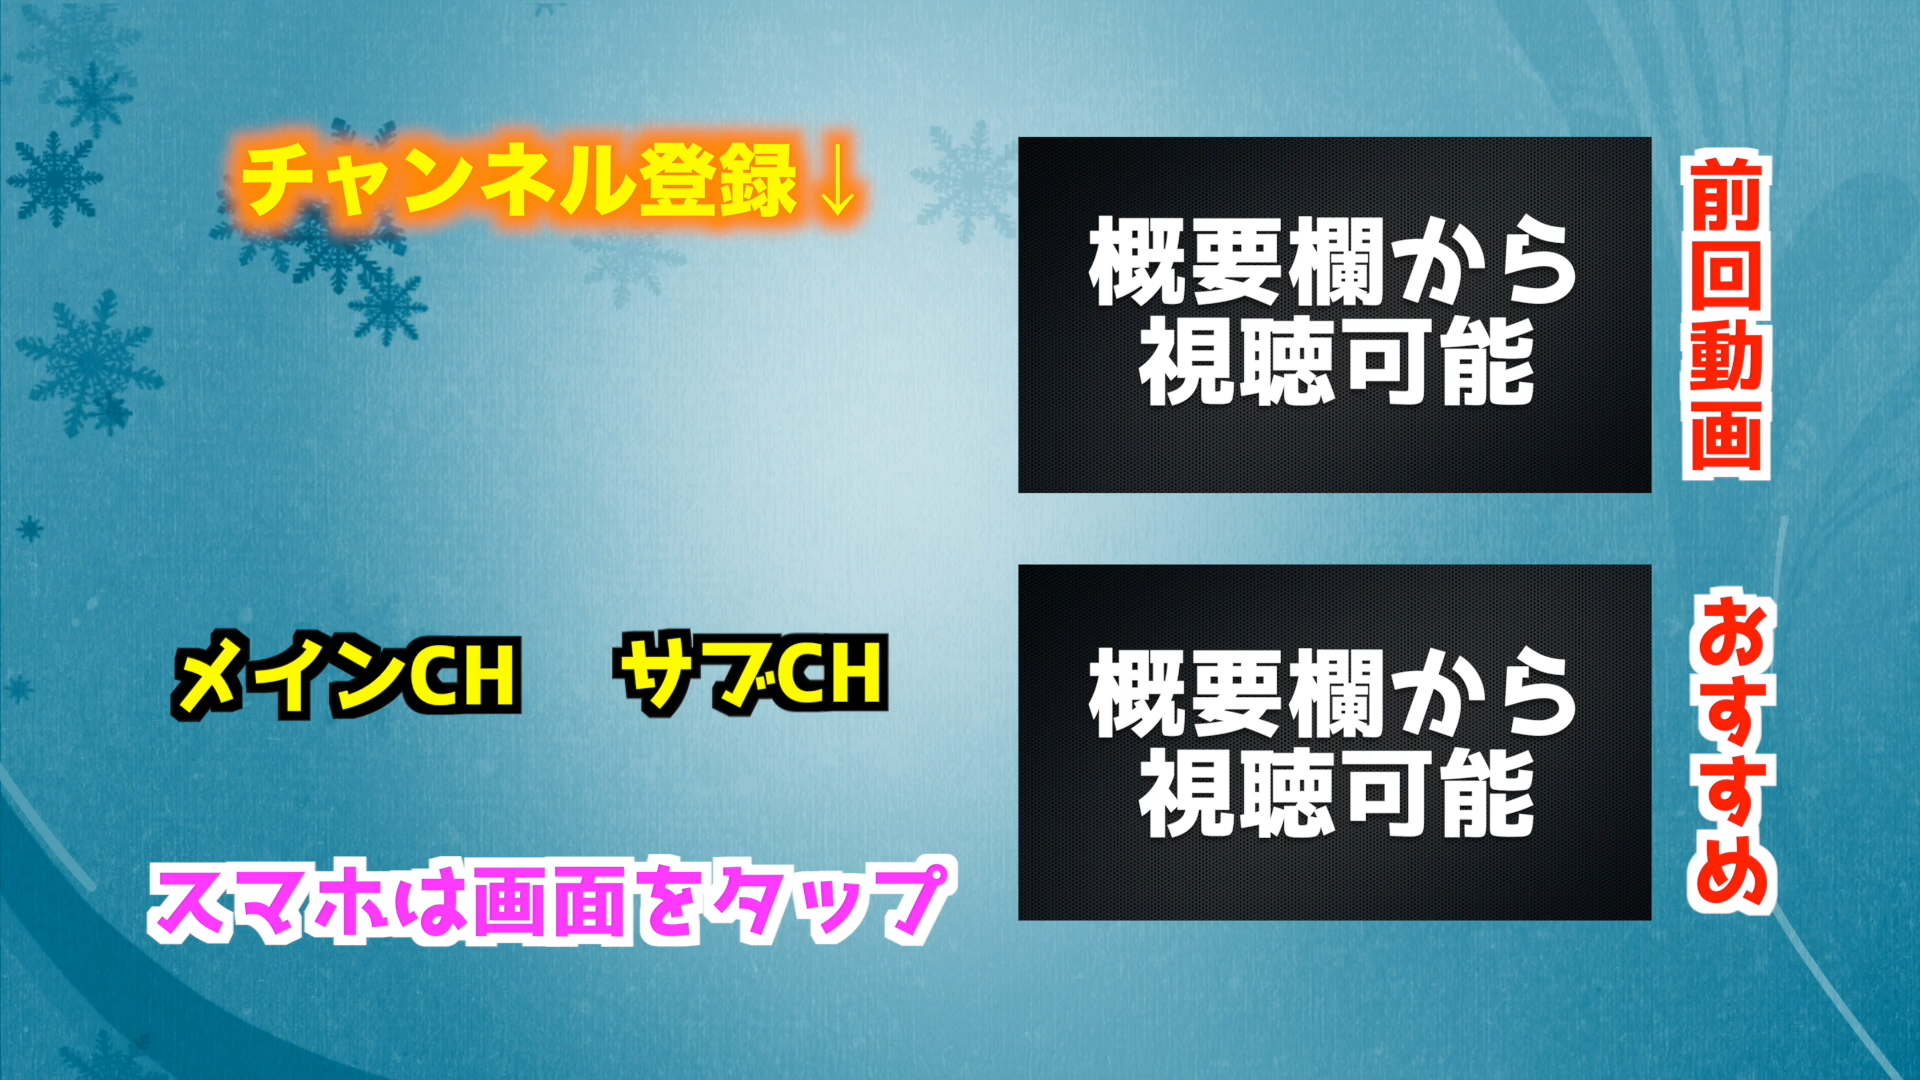 チャンネル登録↓
メインCH
サブCH
スマホは画面をタップ
概要欄から
視聴可能
前回動画
概要欄から
視聴可能
おすすめ